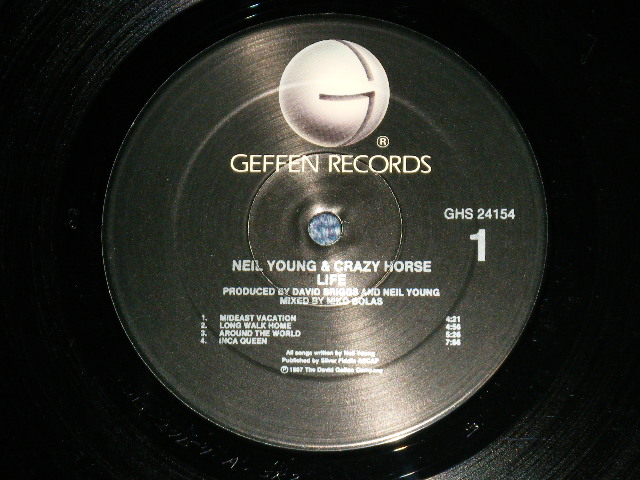 ®
GEFFEN RECORDS
GHS 24154
1
NEIL YOUNG & CRAZY HORSE
LIFE
PRODUCED BY DAVID BRIGGS AND NEIL YOUNG
MIXED BY NIKO BOLAS
1. MIDEAST VACATION 4:21
2. LONG WALK HOME 4:56
3. AROUND THE WORLD 5:25
4. INCA QUEEN 7:56
All songs written by Neil Young
Published by Silver Fiddle ASCAP
℗ 1987 The David Geffen Company